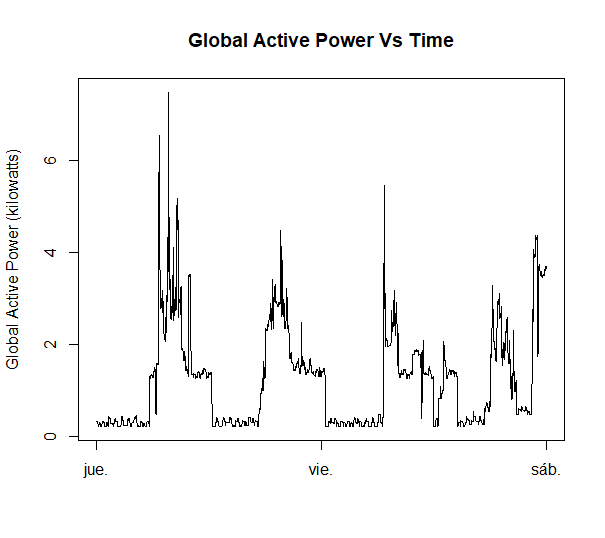 Global Active Power Vs Time
Global Active Power (kilowatts)
6
4
2
0
jue.
vie.
sáb.